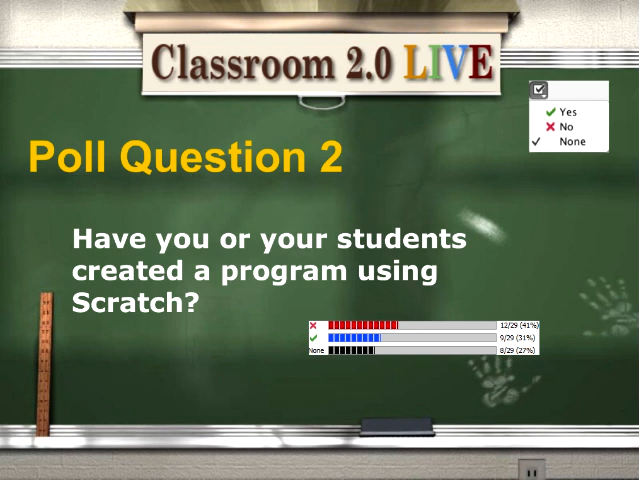 Classroom 2.0 LIVE
Yes
No
None
Poll Question 2
Have you or your students
created a program using
Scratch?
12/29 (41%)
9/29 (31%)
None 8/29 (27%)